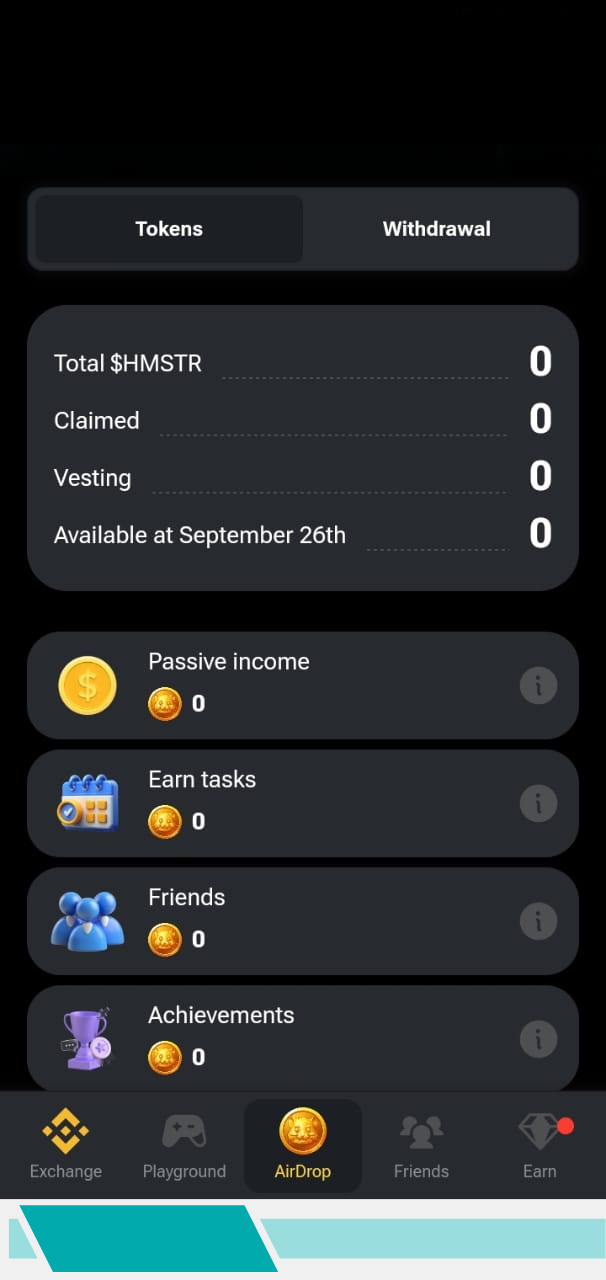 Tokens
Withdrawal
Total $HMSTR 0
Claimed 0
Vesting 0
Available at September 26th 0
Passive income
0
Earn tasks
0
Friends
0
Achievements
0
Exchange
Playground
AirDrop
Friends
Earn